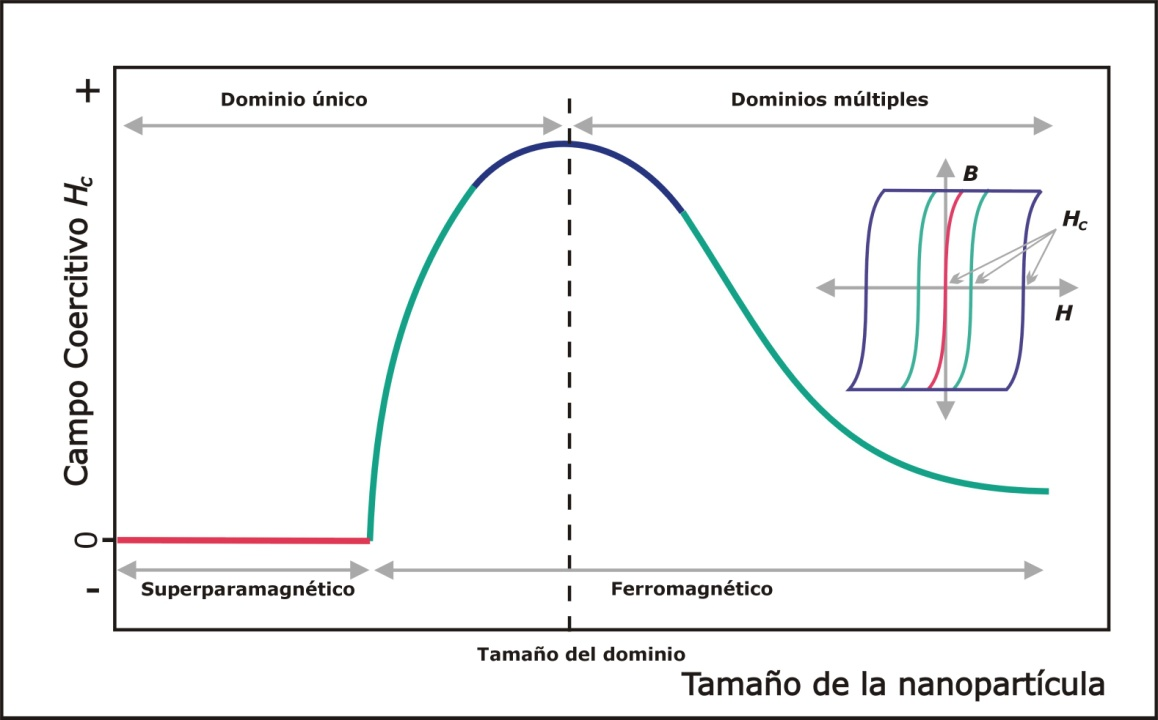 +
Dominio único
Dominios múltiples
B
Hc
H
Campo Coercitivo Hc
0
-
Superparamagnético
Ferromagnético
Tamaño del dominio
Tamaño de la nanopartícula